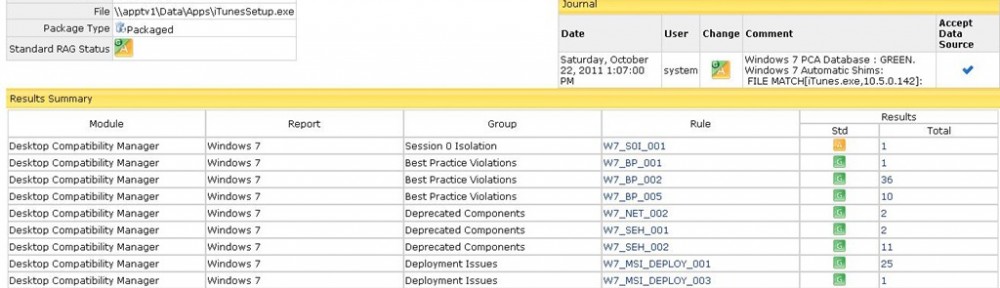 File \\apptv1\Data\Apps\iTunesSetup.exe
Package Type Packaged
Standard RAG Status A
Journal
Date User Change Comment Accept Data Source
Saturday, October 22, 2011 1:07:00 PM system Windows 7 PCA Database : GREEN.
Windows 7 Automatic Shims:
FILE MATCH[iTunes.exe,10.5.0.142]:
Results Summary
Module Report Group Rule Results
Std Total
Desktop Compatibility Manager Windows 7 Session 0 Isolation W7_S0I_001 A 1
Desktop Compatibility Manager Windows 7 Best Practice Violations W7_BP_001 G 1
Desktop Compatibility Manager Windows 7 Best Practice Violations W7_BP_002 G 36
Desktop Compatibility Manager Windows 7 Best Practice Violations W7_BP_005 G 10
Desktop Compatibility Manager Windows 7 Deprecated Components W7_NET_002 G 2
Desktop Compatibility Manager Windows 7 Deprecated Components W7_SEH_001 G 2
Desktop Compatibility Manager Windows 7 Deprecated Components W7_SEH_002 G 11
Desktop Compatibility Manager Windows 7 Deployment Issues W7_MSI_DEPLOY_001 G 25
Desktop Compatibility Manager Windows 7 Deployment Issues W7_MSI_DEPLOY_003 G 1